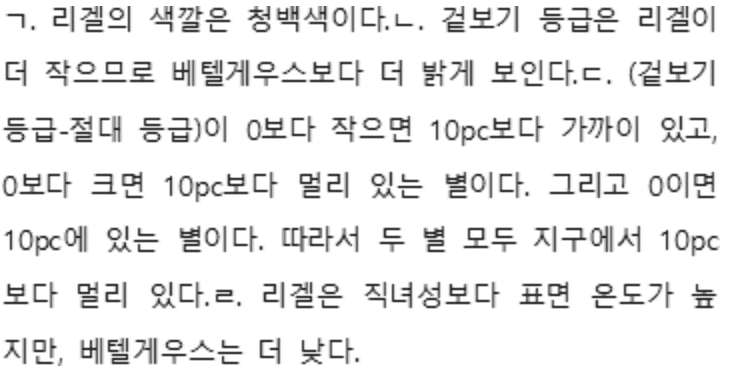 ㄱ. 리겔의 색깔은 청백색이다.ㄴ. 겉보기 등급은 리겔이
더 작으므로 베텔게우스보다 더 밝게 보인다.ㄷ. (겉보기
등급-절대 등급)이 0보다 작으면 10pc보다 가까이 있고,
0보다 크면 10pc보다 멀리 있는 별이다. 그리고 0이면
10pc에 있는 별이다. 따라서 두 별 모두 지구에서 10pc
보다 멀리 있다.ㄹ. 리겔은 직녀성보다 표면 온도가 높
지만, 베텔게우스는 더 낮다.